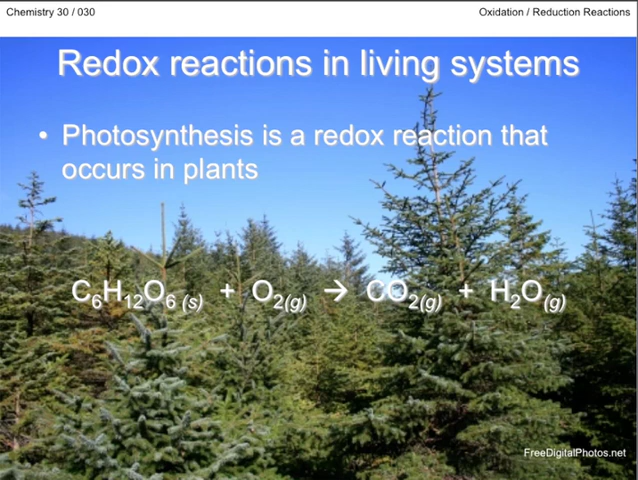 Chemistry 30 / 030
Oxidation / Reduction Reactions
Redox reactions in living systems
• Photosynthesis is a redox reaction that
occurs in plants
C₆H₁₂O₆ (s) + O₂(g) → CO₂(g) + H₂O(g)
FreeDigitalPhotos.net